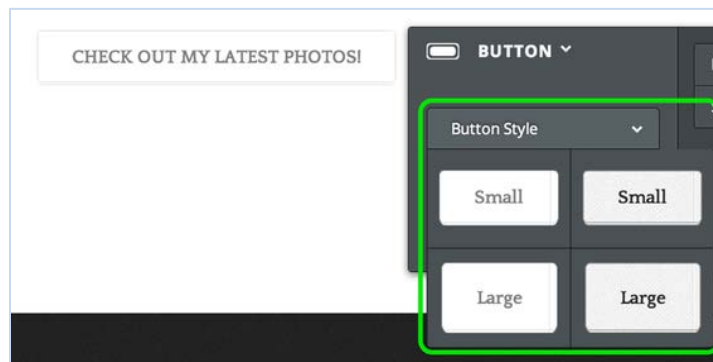 CHECK OUT MY LATEST PHOTOS!
BUTTON
Button Style
Small
Small
Large
Large